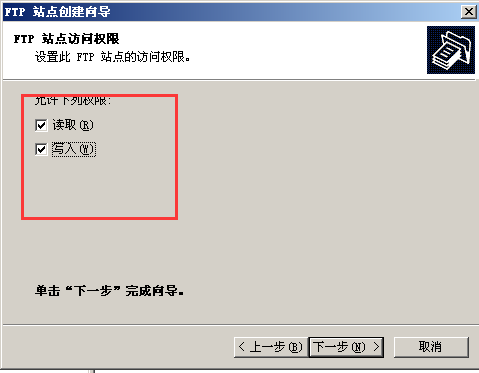 FTP 站点创建向导
FTP 站点访问权限
设置此 FTP 站点的访问权限。
允许下列权限:
读取(R)
写入(W)
单击“下一步”完成向导。
< 上一步(B) 下一步(N) > 取消